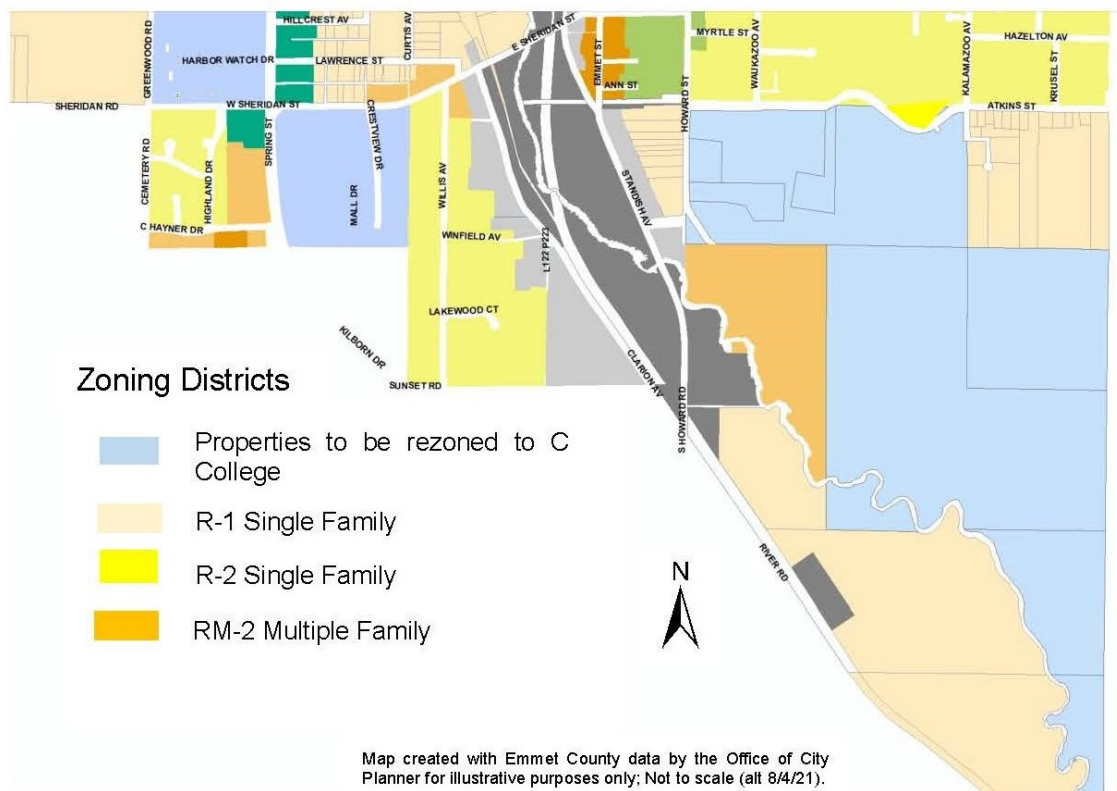 HILLCREST AV
CURTIS AV
GREENWOOD RD
HARBOR WATCH DR
LAWRENCE ST
E SHERIDAN ST
EMMET ST
ANN ST
MYRTLE ST
WAUKAZOO AV
HAZELTON AV
KALAMAZOO AV
KRUSEL ST
HOWARD ST
SHERIDAN RD
W SHERIDAN ST
ATKINS ST
CEMETERY RD
HIGHLAND DR
SPRING ST
CRESTVIEW DR
MALL DR
WILLIS AV
STANDISH AV
C HAYNER DR
WINFIELD AV
L122 P223
LAKEWOOD CT
KILBORN DR
SUNSET RD
CLARION AV
S HOWARD RD
RIVER RD
Zoning Districts
Properties to be rezoned to C
College
R-1 Single Family
R-2 Single Family
RM-2 Multiple Family
N
Map created with Emmet County data by the Office of City
Planner for illustrative purposes only; Not to scale (alt 8/4/21).